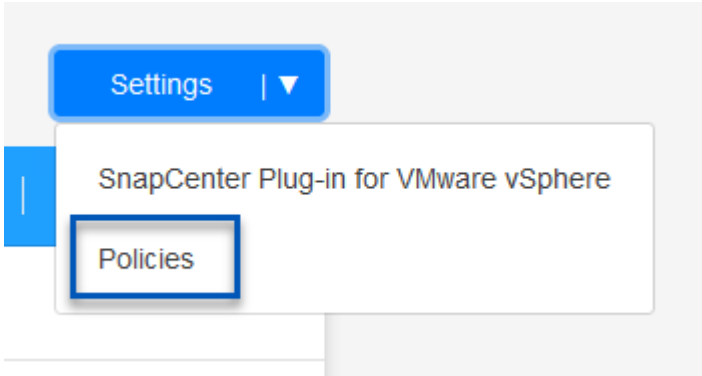 Settings | ▼
SnapCenter Plug-in for VMware vSphere
Policies